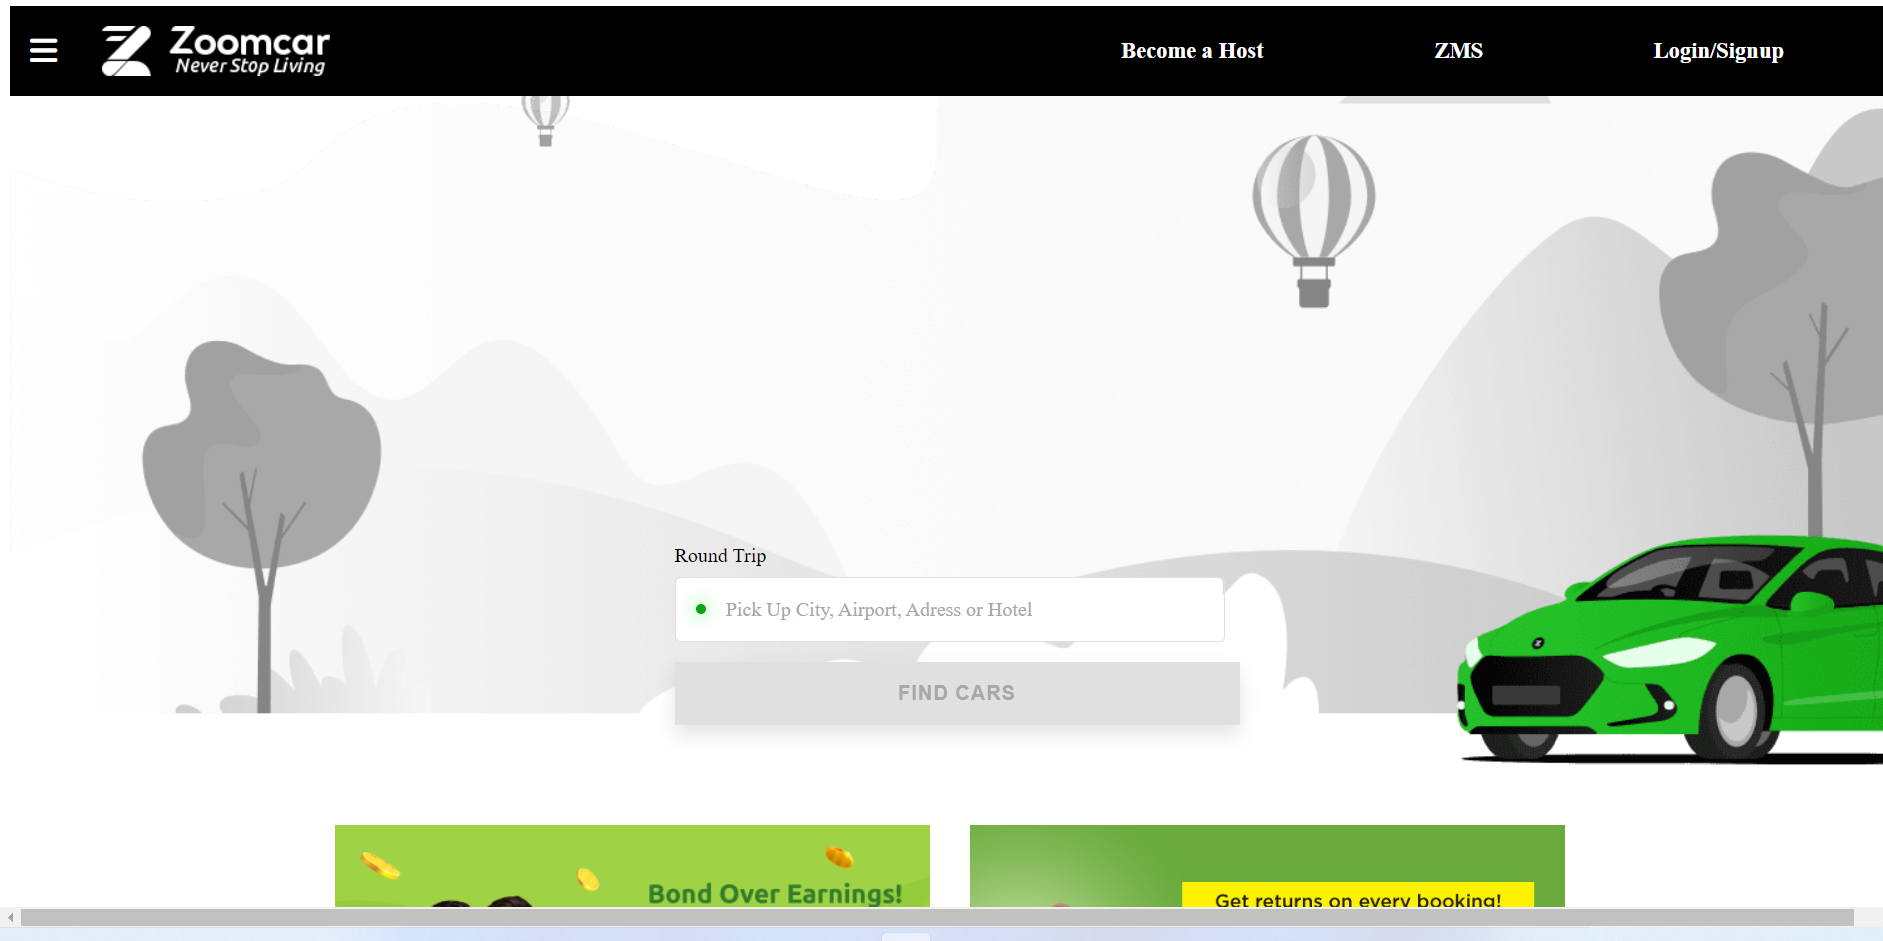 Zoomcar
Never Stop Living
Become a Host
ZMS
Login/Signup
Round Trip
Pick Up City, Airport, Adress or Hotel
FIND CARS
Bond Over Earnings!
Get returns on every booking!